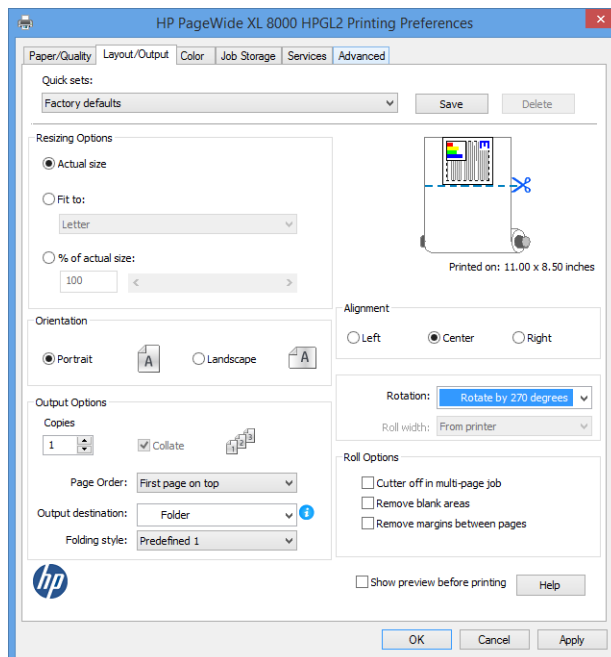 HP PageWide XL 8000 HPGL2 Printing Preferences
Paper/Quality Layout/Output Color Job Storage Services Advanced
Quick sets:
Factory defaults Save Delete
Resizing Options
Actual size
Fit to:
Letter
% of actual size:
100
Printed on: 11.00 x 8.50 inches
Orientation
Portrait A Landscape A
Alignment
Left Center Right
Rotation: Rotate by 270 degrees
Roll width: From printer
Output Options
Copies
1 Collate 1 2 3
Page Order: First page on top
Output destination: Folder i
Folding style: Predefined 1
Roll Options
Cutter off in multi-page job
Remove blank areas
Remove margins between pages
hp
Show preview before printing Help
OK Cancel Apply